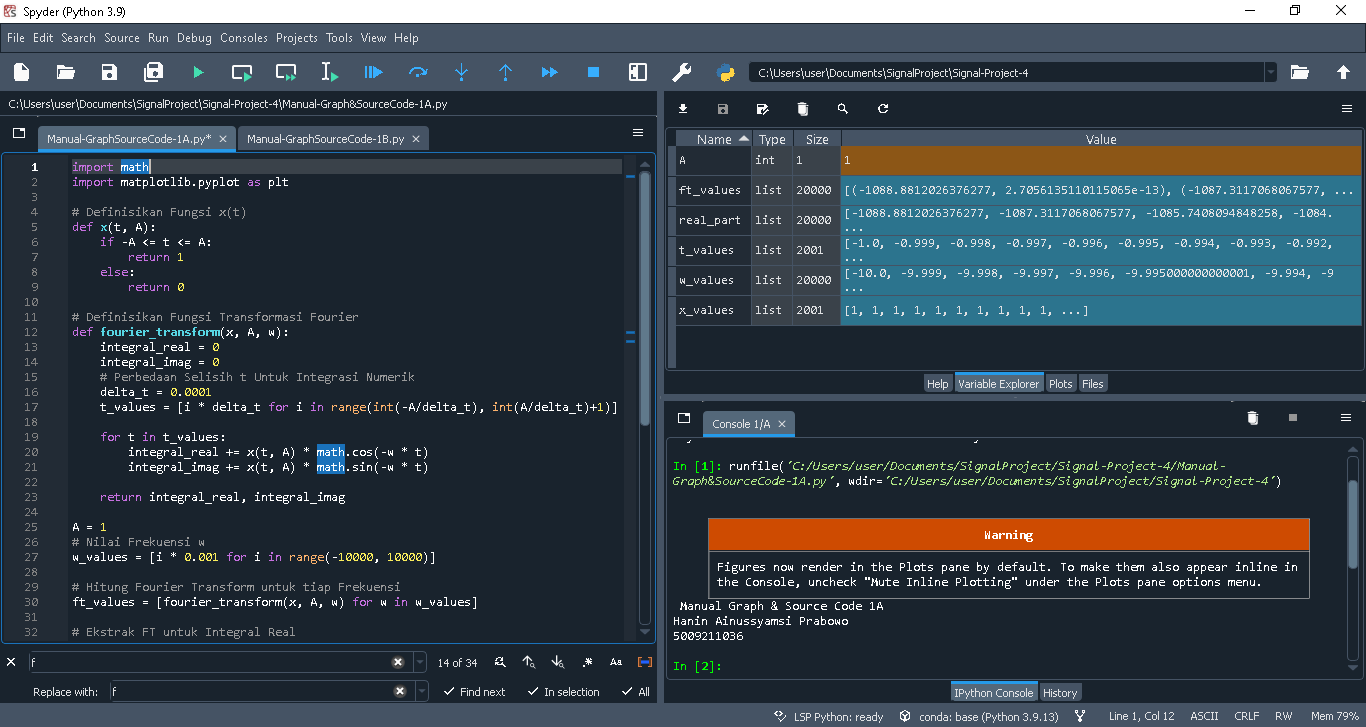 Spyder (Python 3.9)
File Edit Search Source Run Debug Consoles Projects Tools View Help
C:\Users\user\Documents\SignalProject\Signal-Project-4
C:\Users\user\Documents\SignalProject\Signal-Project-4\Manual-Graph&SourceCode-1A.py
Manual-GraphSourceCode-1A.py*
Manual-GraphSourceCode-1B.py
1 import math
2 import matplotlib.pyplot as plt
3
4 # Definisikan Fungsi x(t)
5 def x(t, A):
6     if -A <= t <= A:
7         return 1
8     else:
9         return 0
10
11 # Definisikan Fungsi Transformasi Fourier
12 def fourier_transform(x, A, w):
13     integral_real = 0
14     integral_imag = 0
15     # Perbedaan Selisih t Untuk Integrasi Numerik
16     delta_t = 0.0001
17     t_values = [i * delta_t for i in range(int(-A/delta_t), int(A/delta_t)+1)]
18
19     for t in t_values:
20         integral_real += x(t, A) * math.cos(-w * t)
21         integral_imag += x(t, A) * math.sin(-w * t)
22
23     return integral_real, integral_imag
24
25 A = 1
26 # Nilai Frekuensi w
27 w_values = [i * 0.001 for i in range(-10000, 10000)]
28
29 # Hitung Fourier Transform untuk tiap Frekuensi
30 ft_values = [fourier_transform(x, A, w) for w in w_values]
31
32 # Ekstrak FT untuk Integral Real
f
14 of 34
.*
Aa
Replace with: f
Find next
In selection
All
Name Type Size Value
A int 1 1
ft_values list 20000 [(-1088.8812026376277, 2.7056135110115065e-13), (-1087.3117068067577, ...
real_part list 20000 [-1088.8812026376277, -1087.3117068067577, -1085.7408094848258, -1084.
...
t_values list 2001 [-1.0, -0.999, -0.998, -0.997, -0.996, -0.995, -0.994, -0.993, -0.992,
...
w_values list 20000 [-10.0, -9.999, -9.998, -9.997, -9.996, -9.995000000000001, -9.994, -9
...
x_values list 2001 [1, 1, 1, 1, 1, 1, 1, 1, 1, 1, ...]
Help Variable Explorer Plots Files
Console 1/A
In [1]: runfile('C:/Users/user/Documents/SignalProject/Signal-Project-4/Manual-
Graph&SourceCode-1A.py', wdir='C:/Users/user/Documents/SignalProject/Signal-Project-4')
Warning
Figures now render in the Plots pane by default. To make them also appear inline in
the Console, uncheck "Mute Inline Plotting" under the Plots pane options menu.
Manual Graph & Source Code 1A
Hanin Ainussyamsi Prabowo
5009211036
In [2]:
IPython Console History
LSP Python: ready
conda: base (Python 3.9.13)
Line 1, Col 12
ASCII
CRLF
RW
Mem 79%